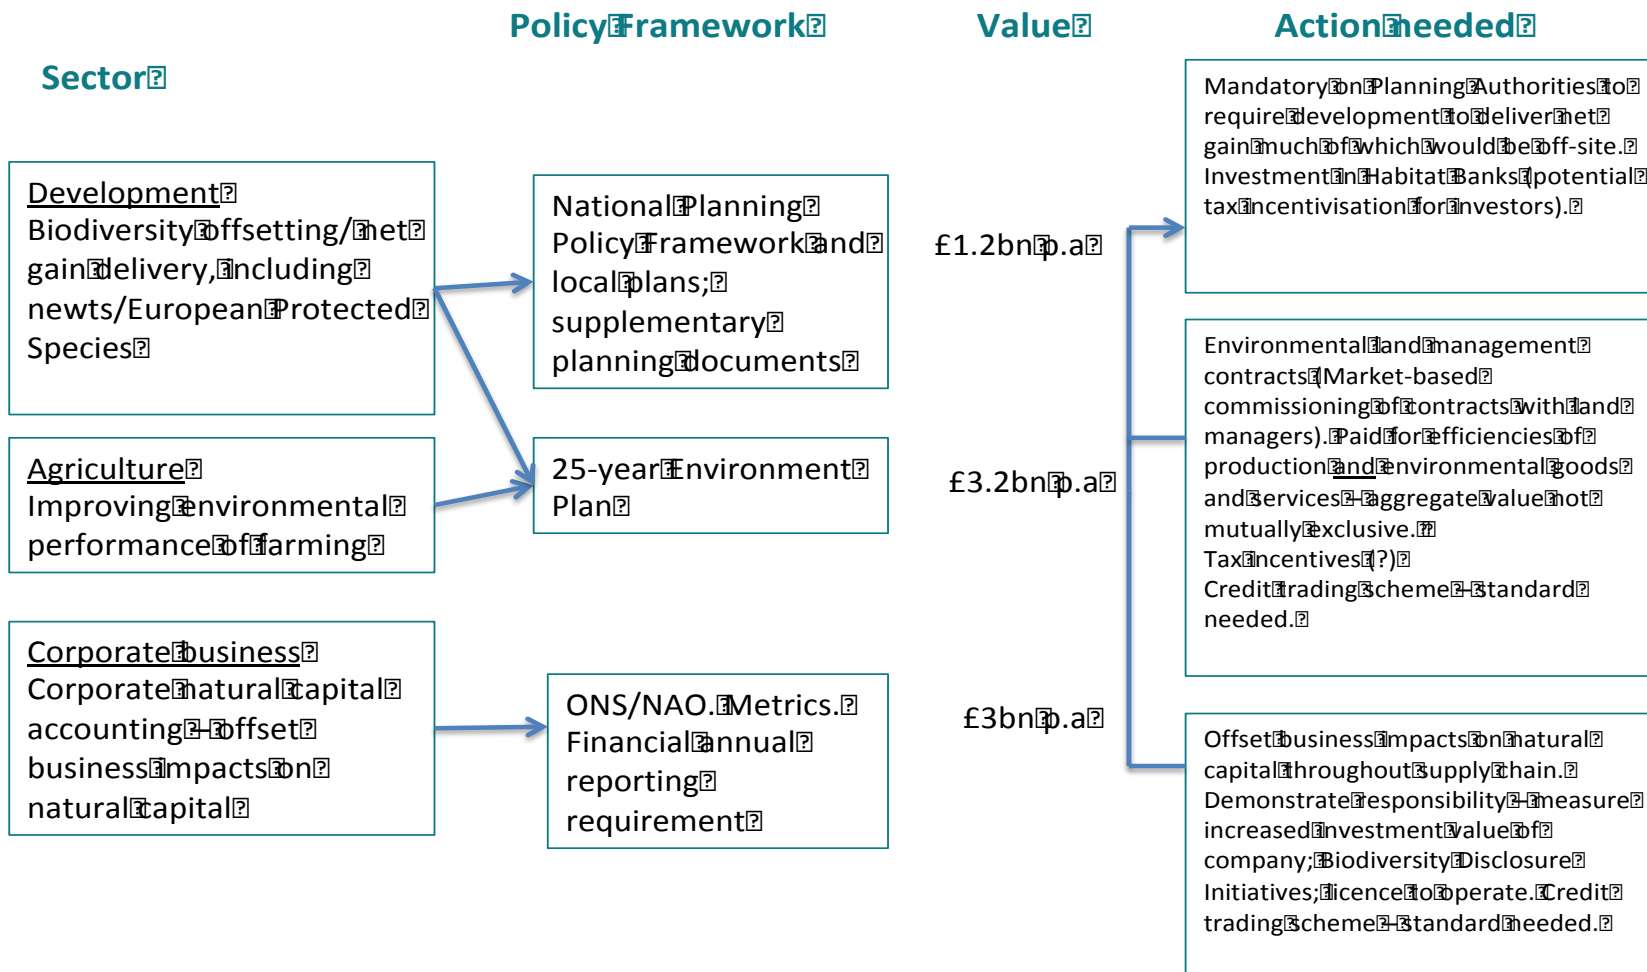 Policy Framework
Value
Action needed
Sector
Development
Biodiversity offsetting/ net
gain delivery, including
newts/European Protected
Species
Agriculture
Improving environmental
performance of farming
Corporate business
Corporate natural capital
accounting – offset
business impacts on
natural capital
National Planning
Policy Framework and
local plans;
supplementary
planning documents
25-year Environment
Plan
ONS/NAO. Metrics.
Financial annual
reporting
requirement
£1.2bn p.a
£3.2bn p.a
£3bn p.a
Mandatory on Planning Authorities to
require development to deliver net
gain much of which would be off-site.
Investment in Habitat Banks (potential
tax incentivisation for investors).
Environmental land management
contracts (Market-based
commissioning of contracts with land
managers). Paid for efficiencies of
production and environmental goods
and services – aggregate value not
mutually exclusive.
Tax incentives (?)
Credit trading scheme – standard
needed.
Offset business impacts on natural
capital throughout supply chain.
Demonstrate responsibility – measure
increased investment value of
company; Biodiversity Disclosure
Initiatives; licence to operate. Credit
trading scheme – standard needed.